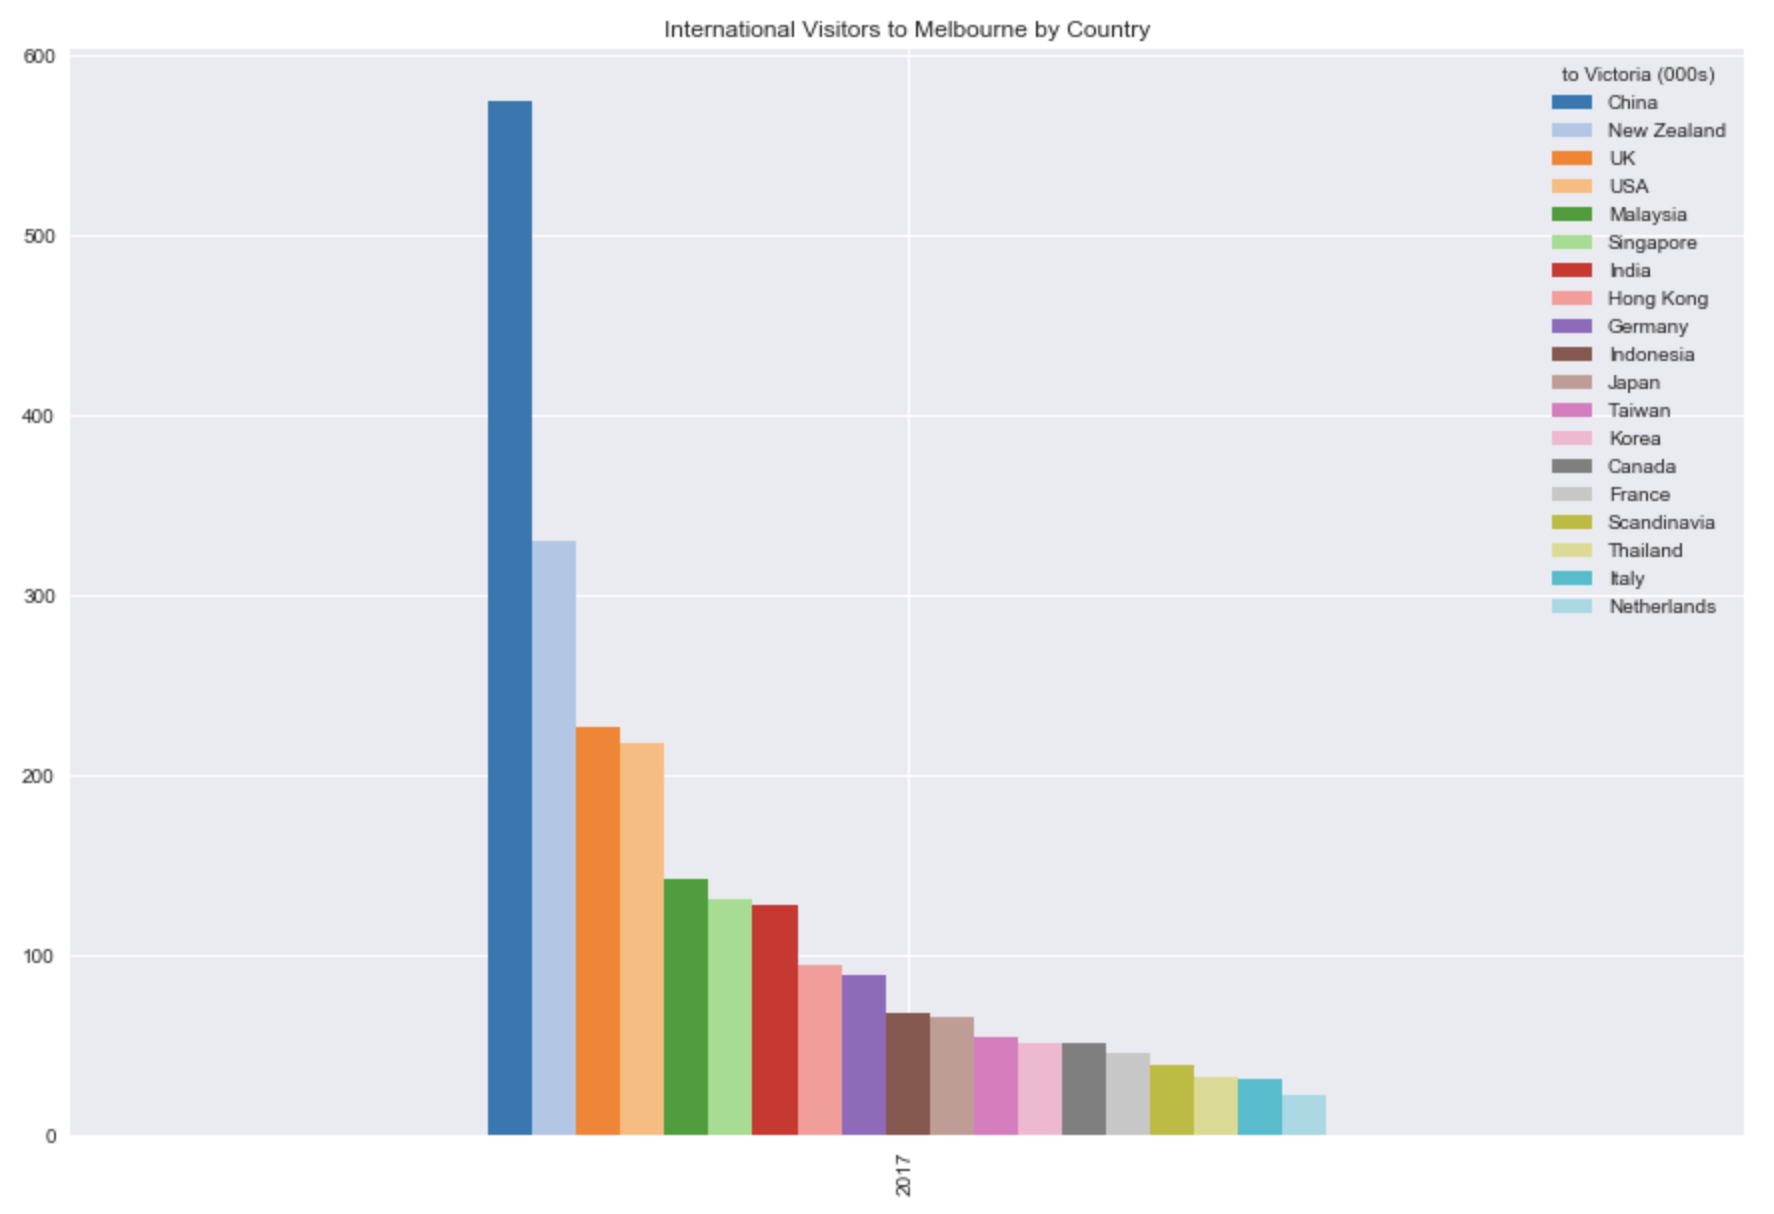 International Visitors to Melbourne by Country
600
500
400
300
200
100
0
2017
to Victoria (000s)
China
New Zealand
UK
USA
Malaysia
Singapore
India
Hong Kong
Germany
Indonesia
Japan
Taiwan
Korea
Canada
France
Scandinavia
Thailand
Italy
Netherlands